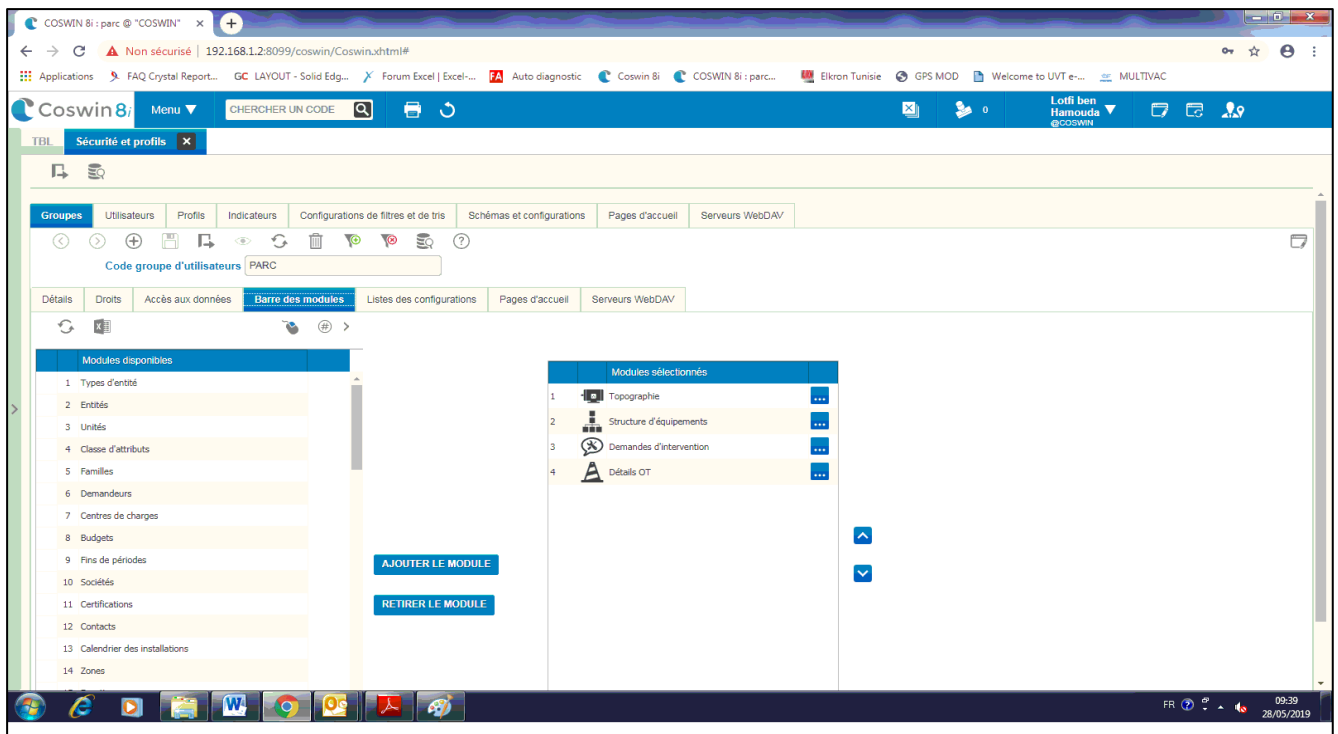 COSWIN 8i : parc @ "COSWIN" ×
Non sécurisé | 192.168.1.2:8099/coswin/Coswin.xhtml#
Applications FAQ Crystal Report... GC LAYOUT - Solid Edg... Forum Excel | Excel-... FA Auto diagnostic Coswin 8i COSWIN 8i : parc... Elkron Tunisie GPS MOD Welcome to UVT e-... MULTIVAC
Coswin 8i Menu CHERCHER UN CODE 0 Lotfi ben Hamouda @COSWIN
TBL Sécurité et profils
Groupes Utilisateurs Profils Indicateurs Configurations de filtres et de tris Schémas et configurations Pages d'accueil Serveurs WebDAV
Code groupe d'utilisateurs PARC
Détails Droits Accès aux données Barre des modules Listes des configurations Pages d'accueil Serveurs WebDAV
Modules disponibles
1 Types d'entité
2 Entités
3 Unités
4 Classe d'attributs
5 Familles
6 Demandeurs
7 Centres de charges
8 Budgets
9 Fins de périodes
10 Sociétés
11 Certifications
12 Contacts
13 Calendrier des installations
14 Zones
AJOUTER LE MODULE
RETIRER LE MODULE
Modules sélectionnés
1 Topographie ...
2 Structure d'équipements ...
3 Demandes d'intervention ...
4 Détails OT ...
FR 09:39
28/05/2019